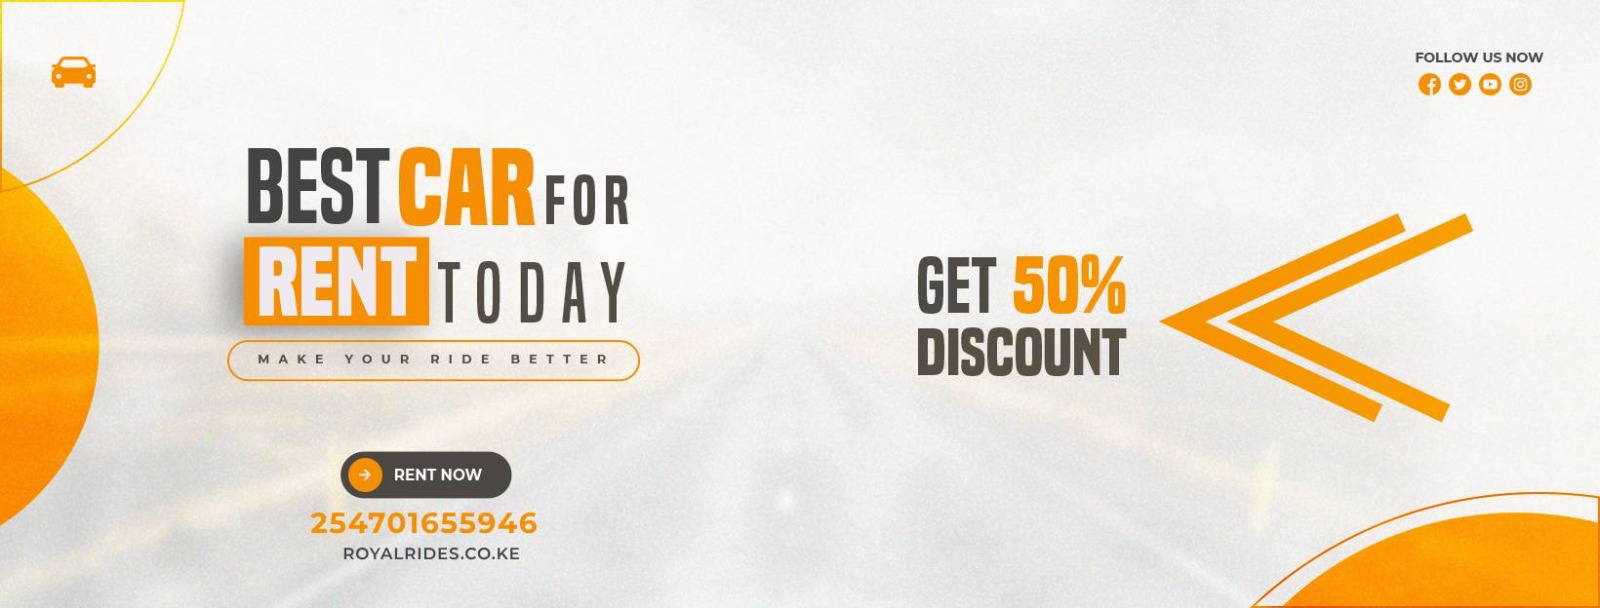 FOLLOW US NOW
BEST CAR FOR
RENT TODAY
MAKE YOUR RIDE BETTER
GET 50%
DISCOUNT
RENT NOW
254701655946
ROYALRIDES.CO.KE